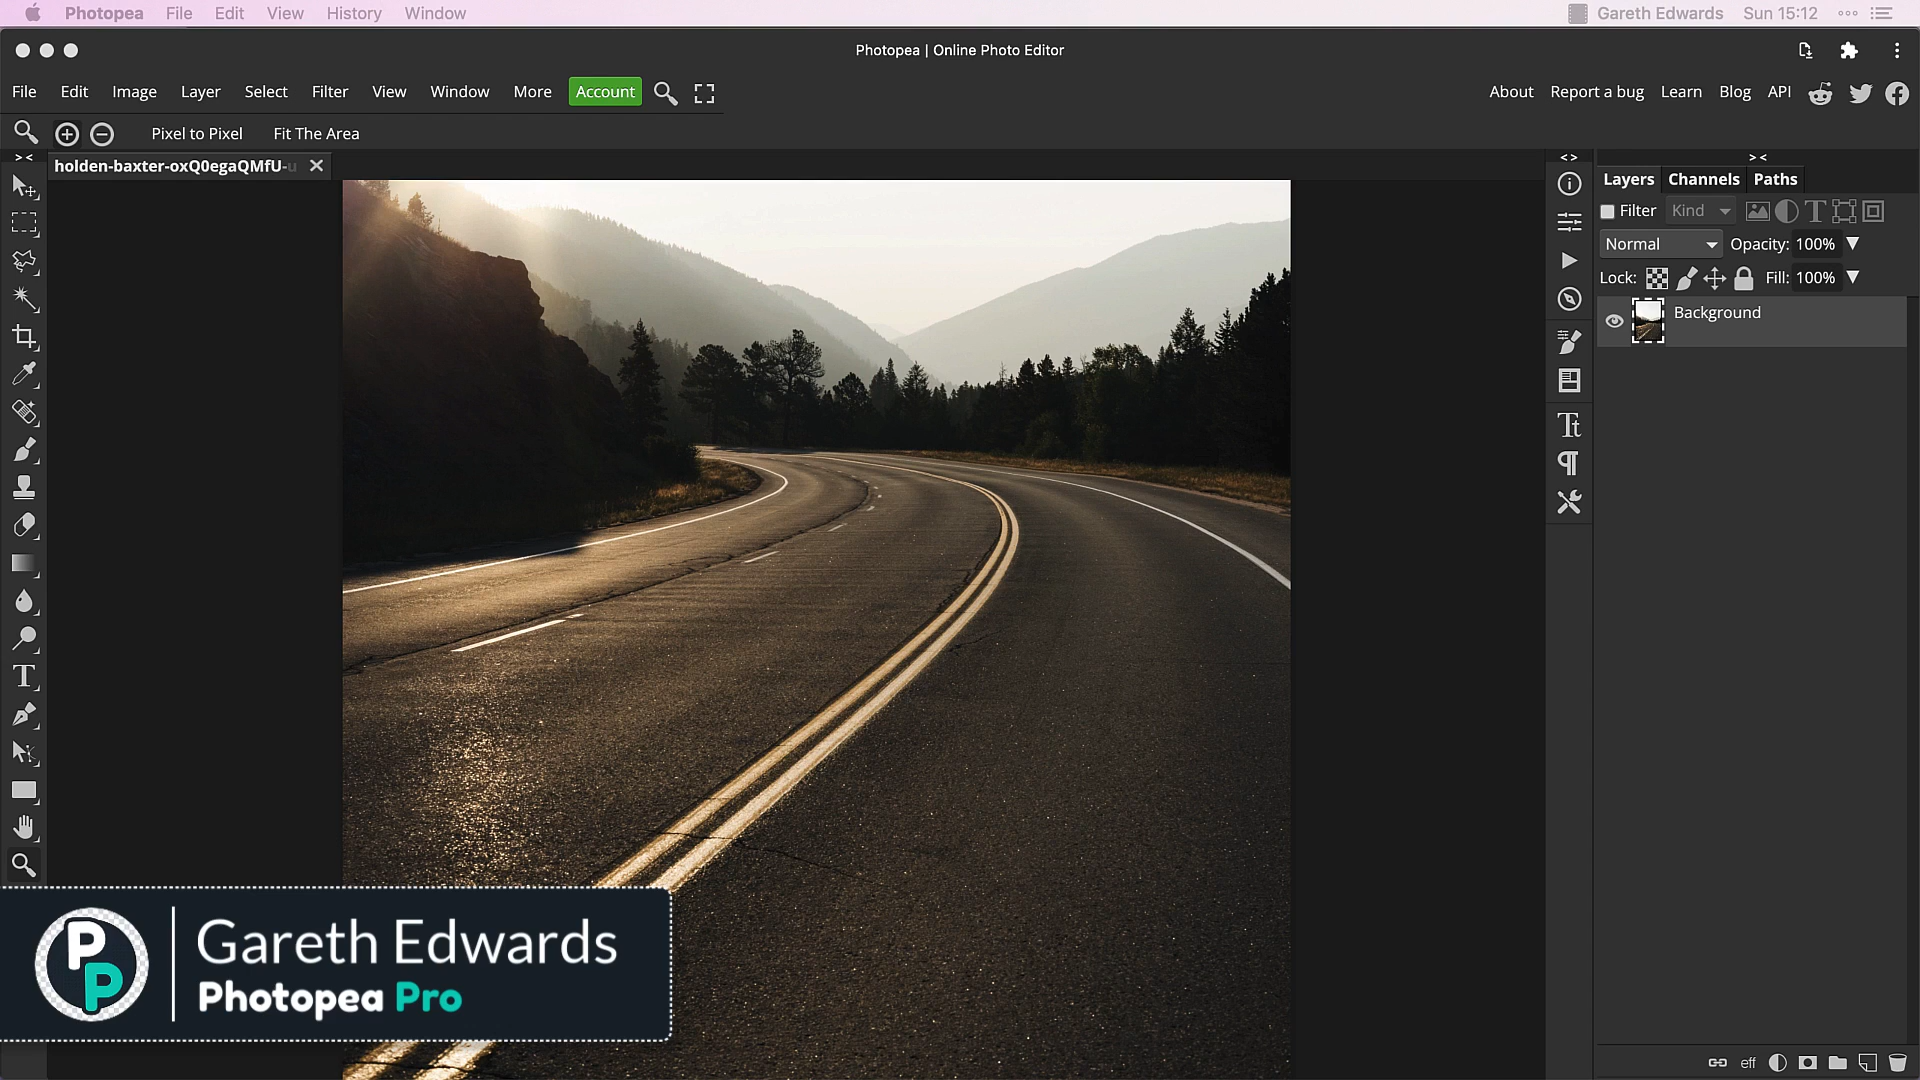 Photopea File Edit View History Window Gareth Edwards Sun 15:12
Photopea | Online Photo Editor
File Edit Image Layer Select Filter View Window More Account About Report a bug Learn Blog API
Pixel to Pixel Fit The Area
holden-baxter-oxQ0egaQMfU-u
Layers Channels Paths
Filter Kind
Normal Opacity: 100%
Lock: Fill: 100%
Background
PP
Gareth Edwards
Photopea Pro
eff